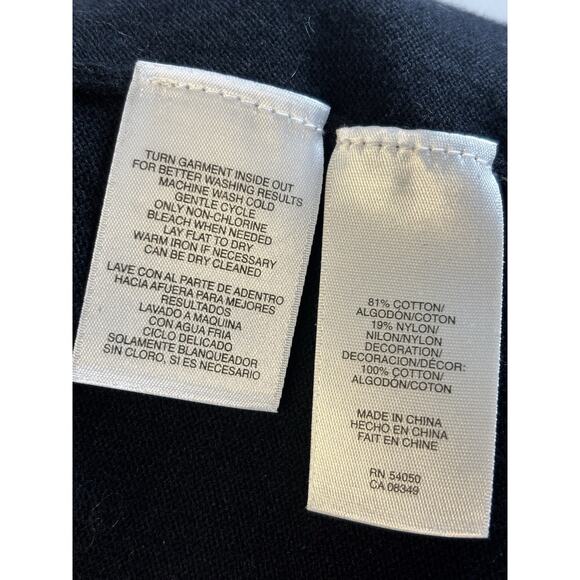 TURN GARMENT INSIDE OUT
FOR BETTER WASHING RESULTS
MACHINE WASH COLD
GENTLE CYCLE
ONLY NON-CHLORINE
BLEACH WHEN NEEDED
LAY FLAT TO DRY
WARM IRON IF NECESSARY
CAN BE DRY CLEANED
LAVE CON AL PARTE DE ADENTRO
HACIA AFUERA PARA MEJORES
RESULTADOS
LAVADO A MAQUINA
CON AGUA FRIA
CICLO DELICADO
SOLAMENTE BLANQUEADOR
SIN CLORO, SI ES NECESARIO
81% COTTON/
ALGODÓN/COTON
19% NYLON/
NILON/NYLON
DECORATION/
DECORACION/DÉCOR:
100% COTTON/
ALGODÓN/COTON
MADE IN CHINA
HECHO EN CHINA
FAIT EN CHINE
RN 54050
CA 08349